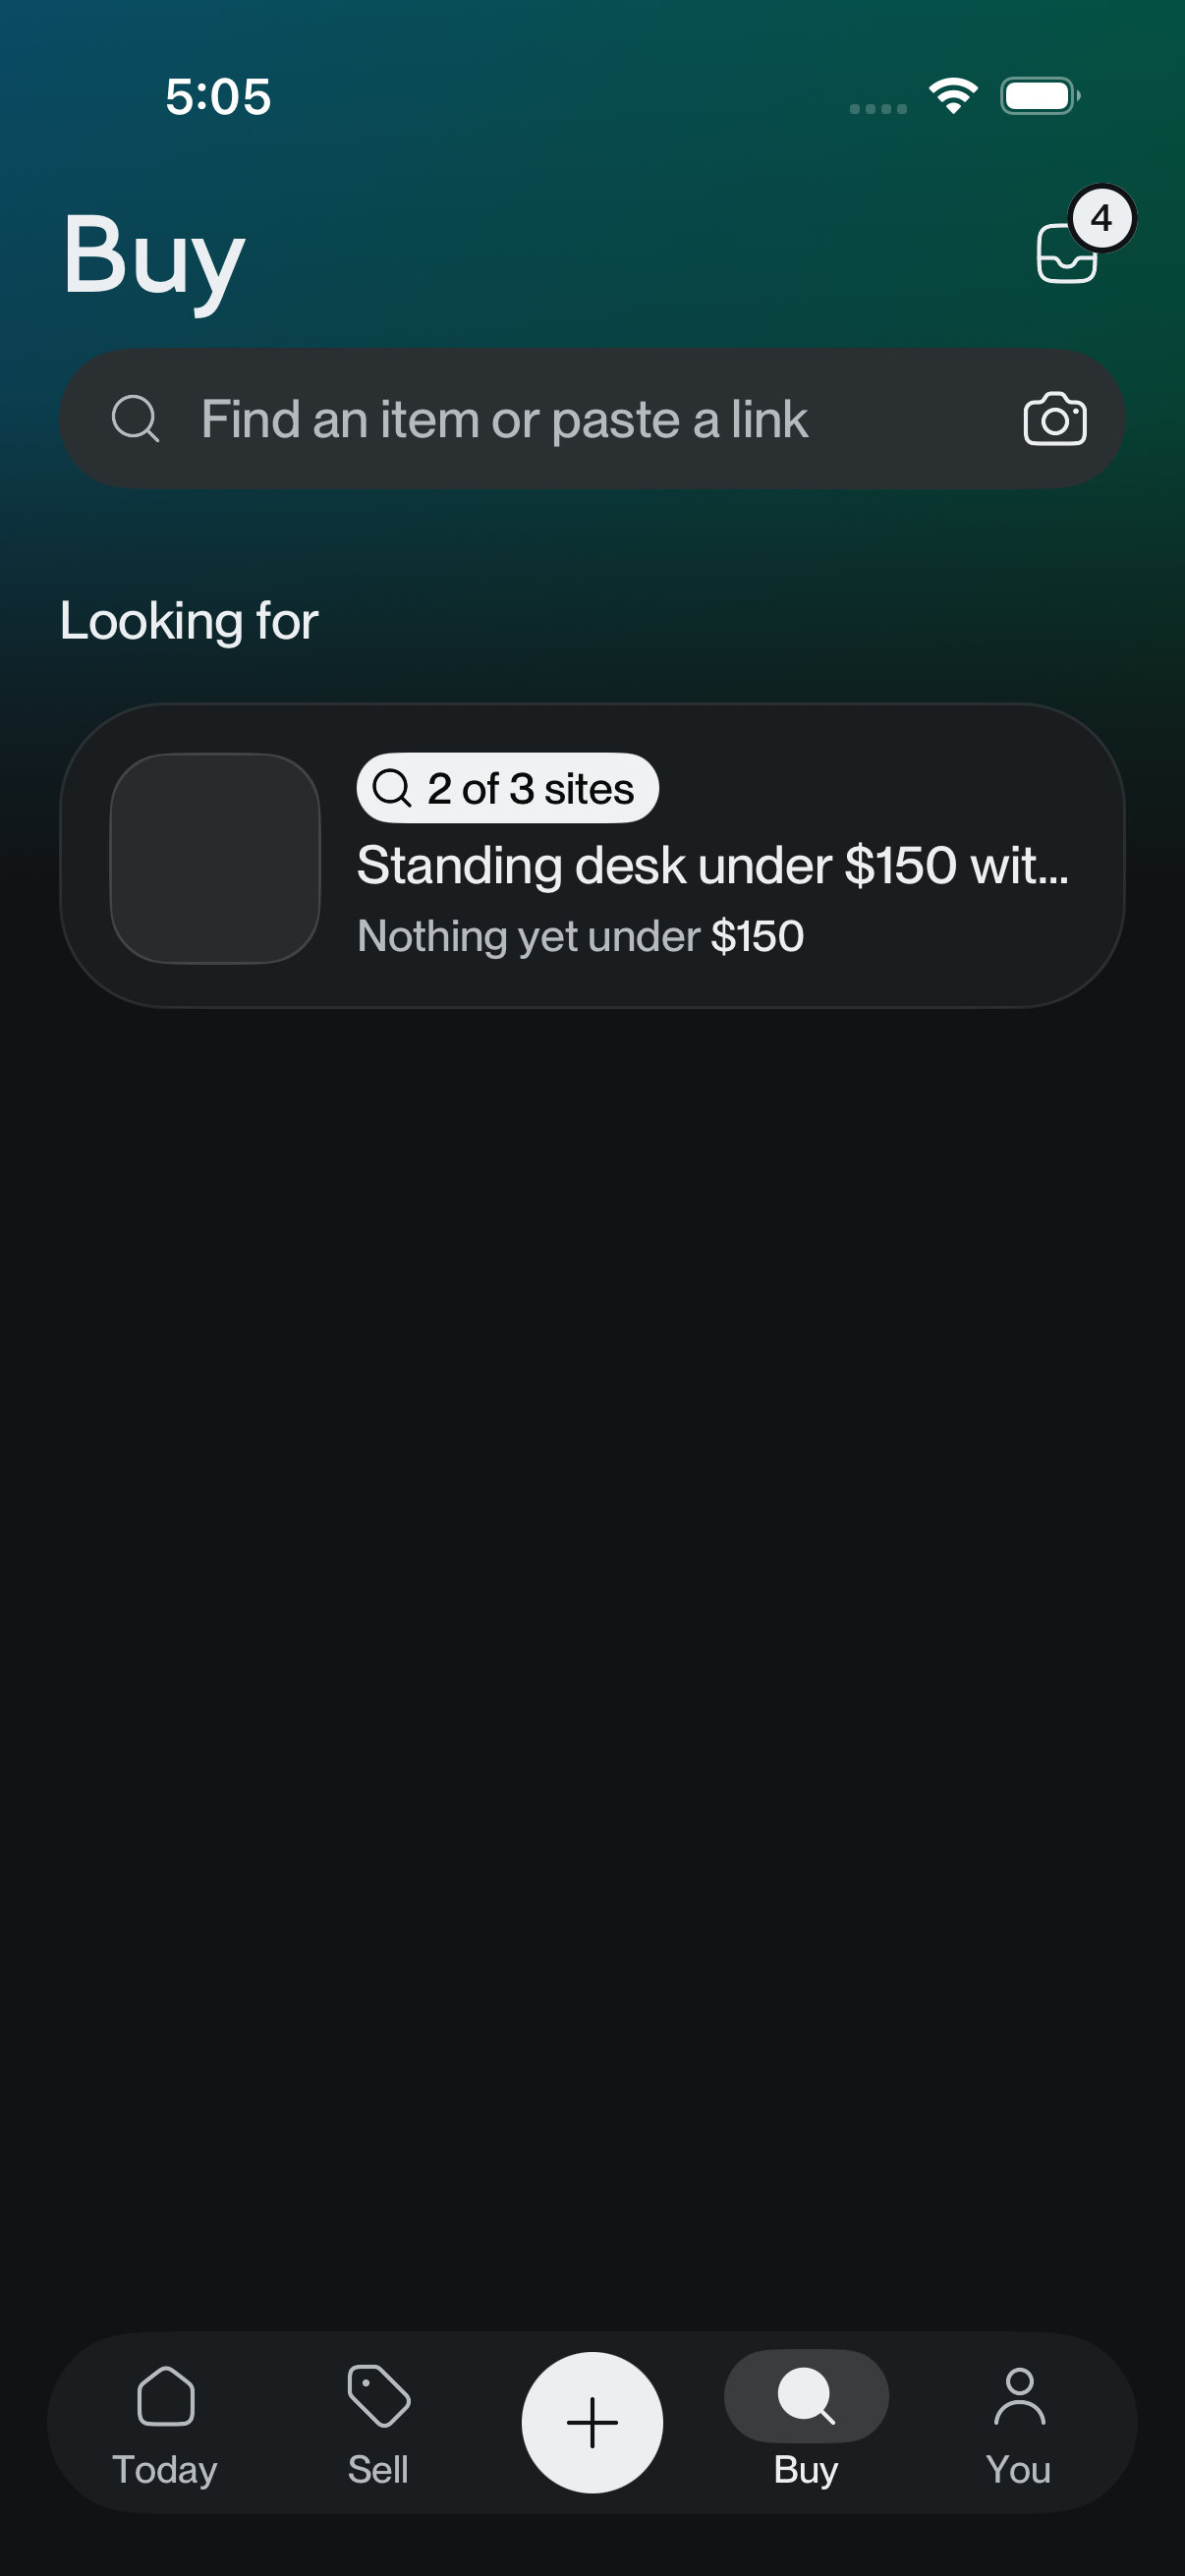 5:05
Buy
4
Find an item or paste a link
Looking for
2 of 3 sites
Standing desk under $150 wit...
Nothing yet under $150
Today
Sell
Buy
You